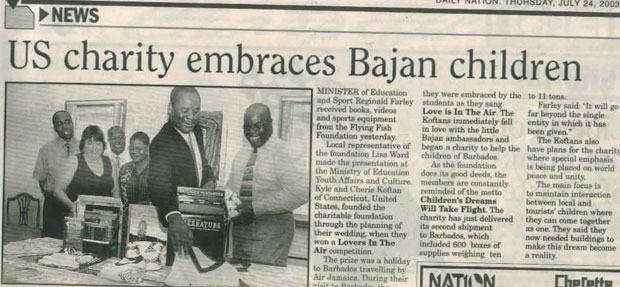 DAILY NATION. THURSDAY, JULY 24, 2003
NEWS
US charity embraces Bajan children
MINISTER of Education
and Sport Reginald Farley
received books, videos
and sports equipment
from the Flying Fish
Foundation yesterday.
Local representative of
the foundation Lisa Ward
made the presentation at
the Ministry of Education
Youth Affairs and Culture.
Kyle and Cherie Koftan
of Connecticut, United
States, founded the
charitable foundation
through the planning of
their wedding, when they
won a Lovers In The
Air competition.
The prize was a holiday
to Barbados travelling by
Air Jamaica. During their
visit to Barbados the
they were embraced by the
students as they sang
Love is In The Air. The
Koftans immediately fell
in love with the little
Bajan ambassadors and
began a charity to help the
children of Barbados.
As the foundation
does its good deeds, the
members are constantly
reminded of the motto
Children's Dreams
Will Take Flight. The
charity has just delivered
its second shipment
to Barbados, which
included 600 boxes of
supplies weighing ten
to 11 tons.
Farley said: "It will go
far beyond the single
entity in which it has
been given."
The Koftans also
have plans for the charity
where special emphasis
is being placed on world
peace and unity.
The main focus is
to maintain interaction
between local and
tourists' children where
they can come together
as one. They said they
now needed buildings to
make this dream become
a reality.
LITERATURE
NATION